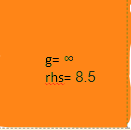 g= ∞
rhs= 8.5